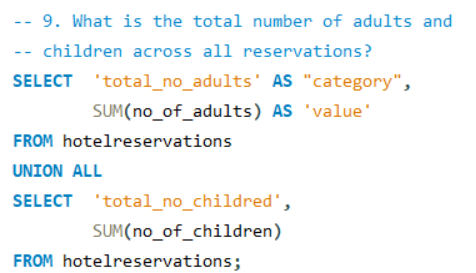 -- 9. What is the total number of adults and
-- children across all reservations?
SELECT  'total_no_adults' AS "category",
        SUM(no_of_adults) AS 'value'
FROM hotelreservations
UNION ALL
SELECT  'total_no_childred',
        SUM(no_of_children)
FROM hotelreservations;